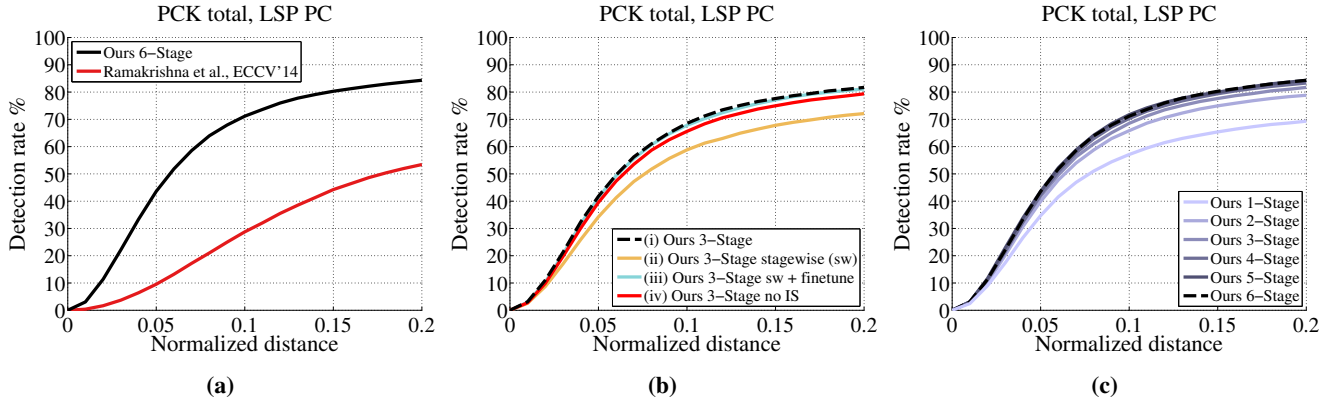 PCK total, LSP PC
100
90
80
70
60
50
40
30
20
10
0
Detection rate %
Ours 6−Stage
Ramakrishna et al., ECCV'14
0 0.05 0.1 0.15 0.2
Normalized distance
(a)
PCK total, LSP PC
100
90
80
70
60
50
40
30
20
10
0
Detection rate %
(i) Ours 3−Stage
(ii) Ours 3−Stage stagewise (sw)
(iii) Ours 3−Stage sw + finetune
(iv) Ours 3−Stage no IS
0 0.05 0.1 0.15 0.2
Normalized distance
(b)
PCK total, LSP PC
100
90
80
70
60
50
40
30
20
10
0
Detection rate %
Ours 1−Stage
Ours 2−Stage
Ours 3−Stage
Ours 4−Stage
Ours 5−Stage
Ours 6−Stage
0 0.05 0.1 0.15 0.2
Normalized distance
(c)